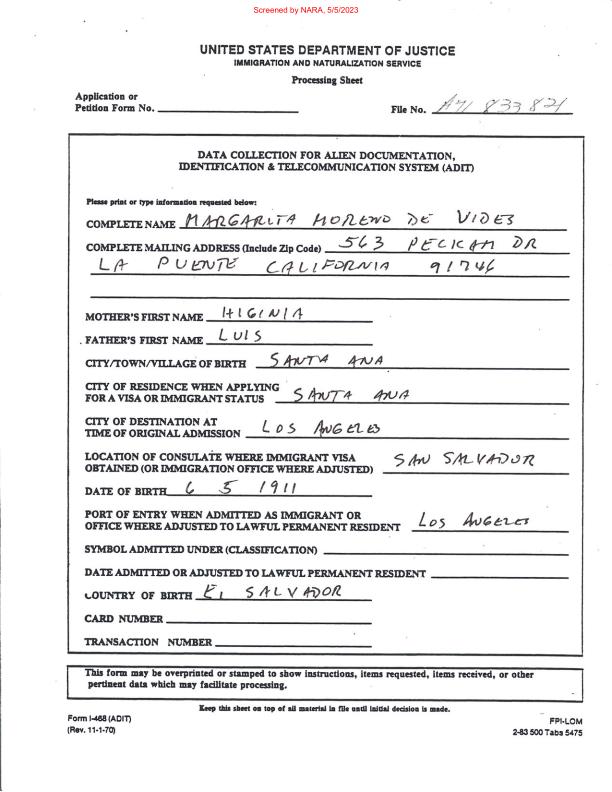 Screened by NARA, 5/5/2023
UNITED STATES DEPARTMENT OF JUSTICE
IMMIGRATION AND NATURALIZATION SERVICE
Processing Sheet
Application or
Petition Form No.
File No. A71 833 821
DATA COLLECTION FOR ALIEN DOCUMENTATION,
IDENTIFICATION & TELECOMMUNICATION SYSTEM (ADIT)
Please print or type information requested below:
COMPLETE NAME MARGARITA MORENO DE VIDES
COMPLETE MAILING ADDRESS (Include Zip Code) 563 PELICAM DR
LA PUENTE CALIFORNIA 91746
MOTHER'S FIRST NAME HIGINIA
FATHER'S FIRST NAME LUIS
CITY/TOWN/VILLAGE OF BIRTH SANTA ANA
CITY OF RESIDENCE WHEN APPLYING
FOR A VISA OR IMMIGRANT STATUS SANTA ANA
CITY OF DESTINATION AT
TIME OF ORIGINAL ADMISSION LOS ANGELES
LOCATION OF CONSULATE WHERE IMMIGRANT VISA
OBTAINED (OR IMMIGRATION OFFICE WHERE ADJUSTED) SAN SALVADOR
DATE OF BIRTH 6 5 1911
PORT OF ENTRY WHEN ADMITTED AS IMMIGRANT OR
OFFICE WHERE ADJUSTED TO LAWFUL PERMANENT RESIDENT LOS ANGELES
SYMBOL ADMITTED UNDER (CLASSIFICATION)
DATE ADMITTED OR ADJUSTED TO LAWFUL PERMANENT RESIDENT
COUNTRY OF BIRTH EL SALVADOR
CARD NUMBER
TRANSACTION NUMBER
This form may be overprinted or stamped to show instructions, items requested, items received, or other
pertinent data which may facilitate processing.
Keep this sheet on top of all material in file until initial decision is made.
Form I-468 (ADIT)
(Rev. 11-1-70)
FPI-LOM
2-83 500 Tabs 5475